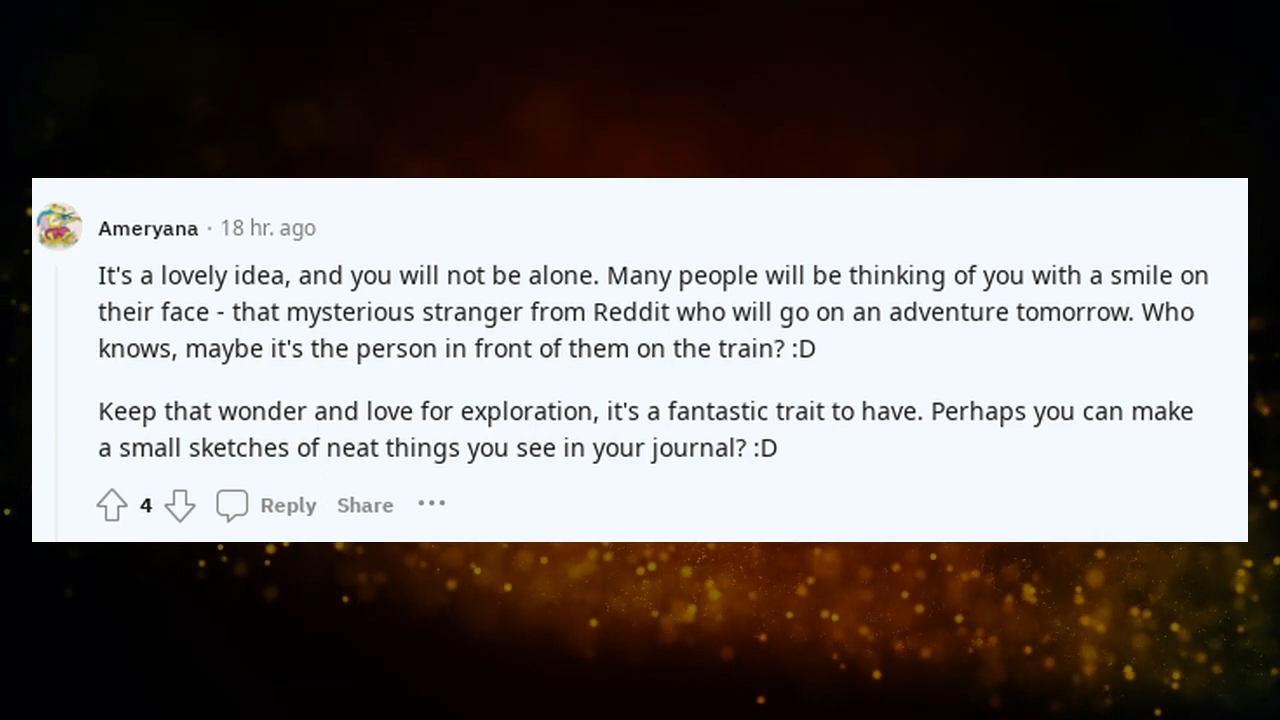 Ameryana · 18 hr. ago
It's a lovely idea, and you will not be alone. Many people will be thinking of you with a smile on
their face - that mysterious stranger from Reddit who will go on an adventure tomorrow. Who
knows, maybe it's the person in front of them on the train? :D
Keep that wonder and love for exploration, it's a fantastic trait to have. Perhaps you can make
a small sketches of neat things you see in your journal? :D
4 Reply Share ···